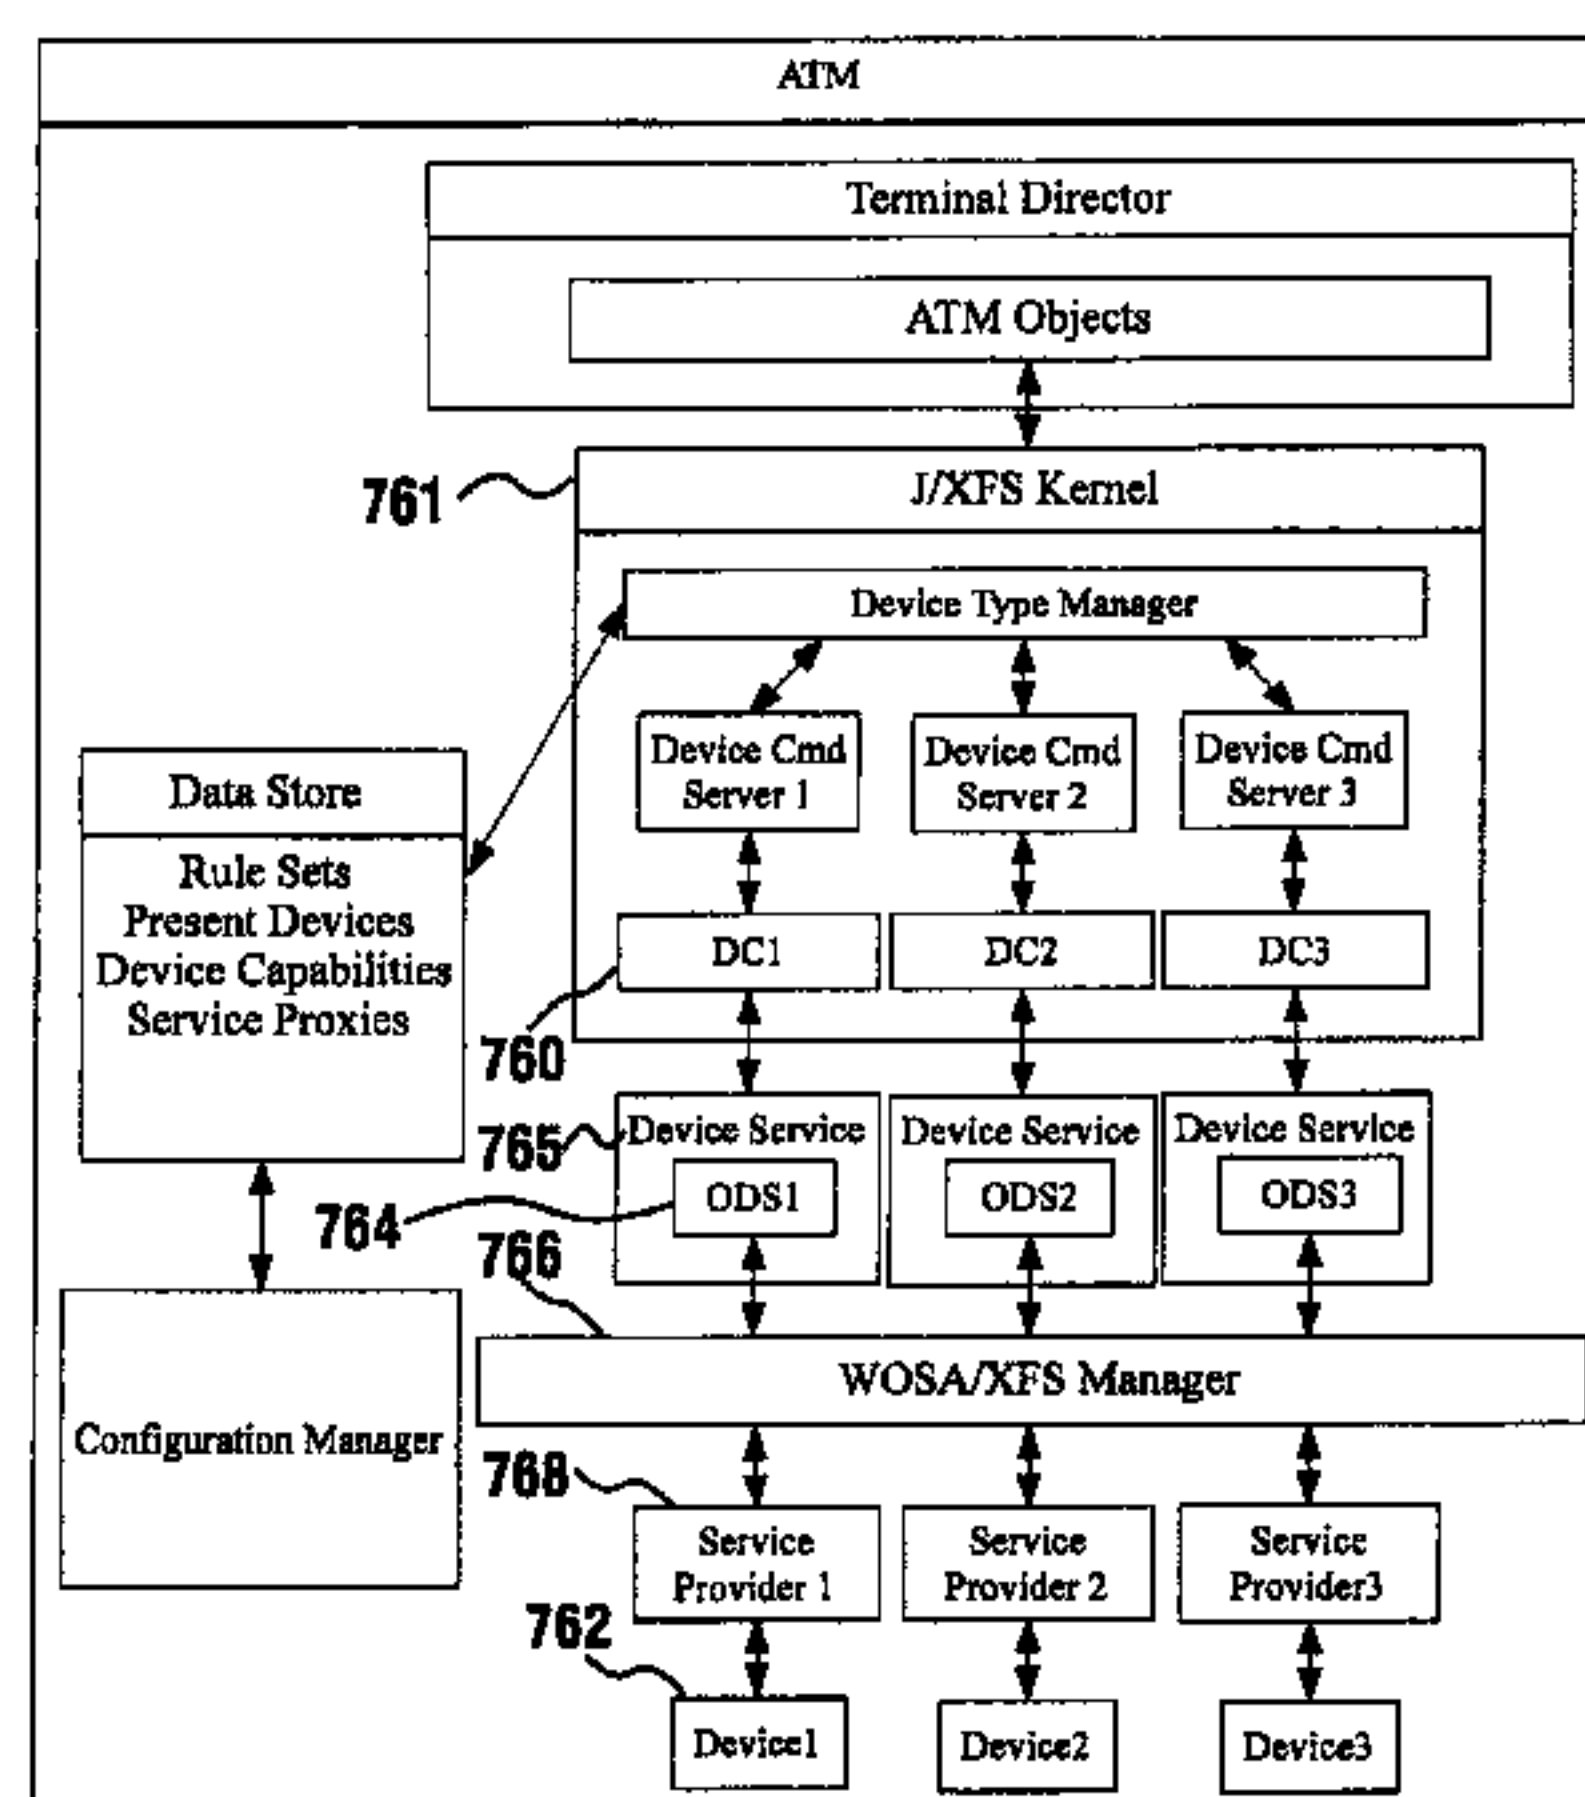 ATM
Terminal Director
ATM Objects
761
J/XFS Kernel
Device Type Manager
Device Cmd
Server 1
Device Cmd
Server 2
Device Cmd
Server 3
Data Store
Rule Sets
Present Devices
Device Capabilities
Service Proxies
DC1
DC2
DC3
760
765
Device Service
ODS1
Device Service
ODS2
Device Service
ODS3
764
766
WOSA/XFS Manager
Configuration Manager
768
Service
Provider 1
Service
Provider 2
Service
Provider3
762
Device1
Device2
Device3